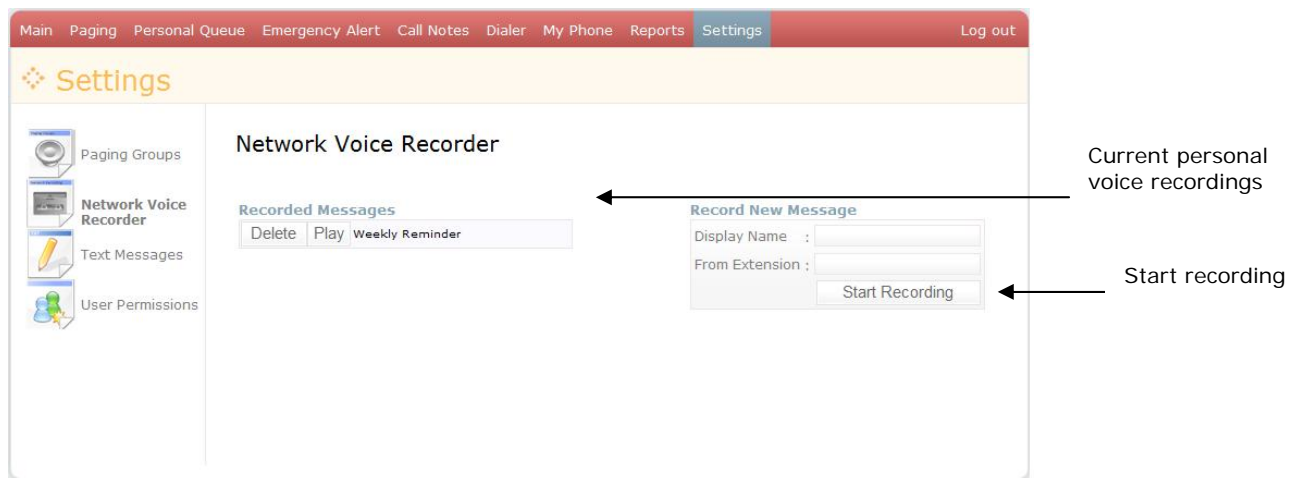 Main Paging Personal Queue Emergency Alert Call Notes Dialer My Phone Reports Settings Log out
Settings
Paging Groups
Network Voice
Recorder
Text Messages
User Permissions
Network Voice Recorder
Recorded Messages
Delete Play Weekly Reminder
Record New Message
Display Name :
From Extension :
Start Recording
Current personal
voice recordings
Start recording